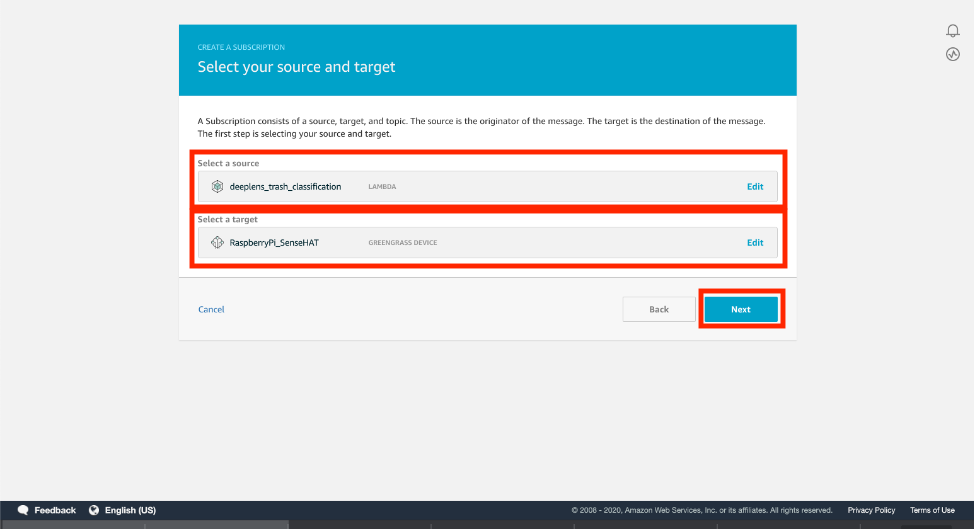 CREATE A SUBSCRIPTION
Select your source and target
A Subscription consists of a source, target, and topic. The source is the originator of the message. The target is the destination of the message.
The first step is selecting your source and target.
Select a source
deeplens_trash_classification LAMBDA Edit
Select a target
RaspberryPi_SenseHAT GREENGRASS DEVICE Edit
Cancel Back Next
Feedback English (US) © 2008 - 2020, Amazon Web Services, Inc. or its affiliates. All rights reserved. Privacy Policy Terms of Use